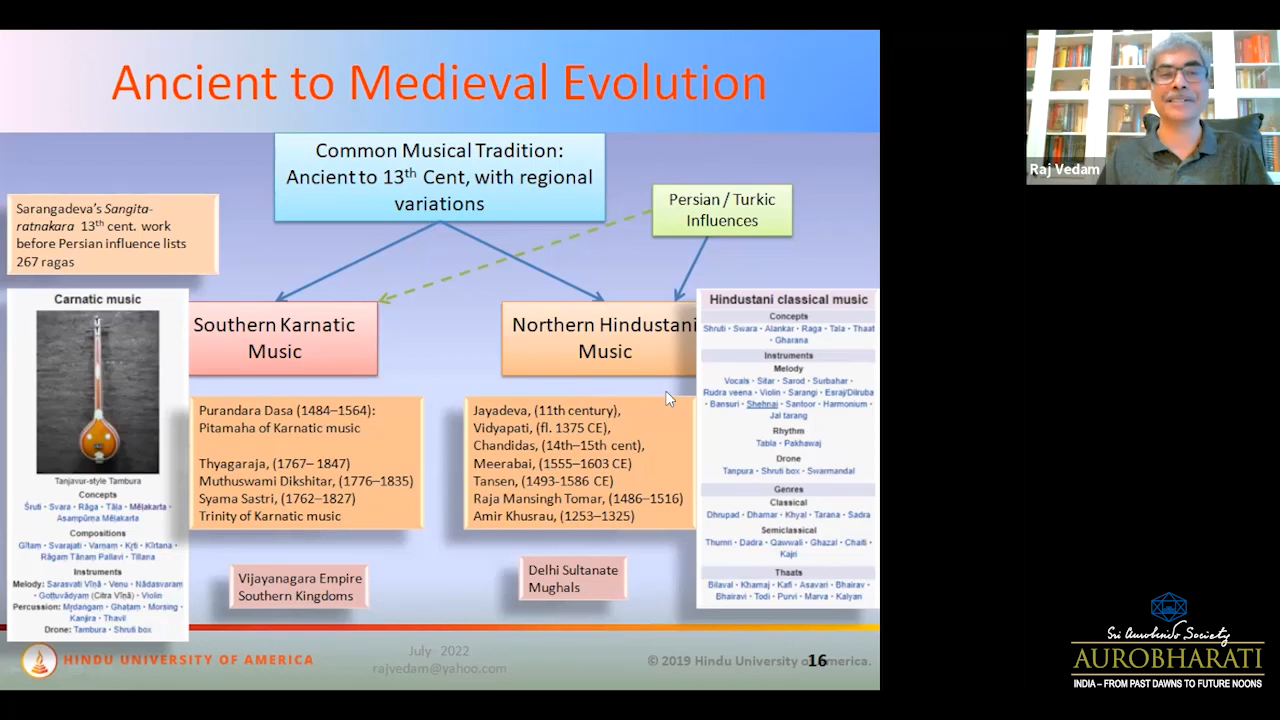 Ancient to Medieval Evolution
Common Musical Tradition:
Ancient to 13th Cent, with regional
variations
Persian / Turkic
Influences
Sarangadeva's Sangita-
ratnakara 13th cent. work
before Persian influence lists
267 ragas
Carnatic music
Tanjavur-style Tambura
Concepts
Śruti · Svara · Rāga · Tāla · Mēḷakarta ·
Asampūrṇa Mēḷakarta
Compositions
Gītam · Svarajati · Varṇam · Kṛti · Kīrtana ·
Rāgam Tānam Pallavi · Tillana
Instruments
Melody: Sarasvati Vīṇā · Venu · Nādasvaram
· Goṭṭuvādyam (Citra Vīṇā) · Violin
Percussion: Mṛdangam · Ghaṭam · Morsing ·
Kanjira · Thavil
Drone: Tambura · Shruti box
Southern Karnatic
Music
Northern Hindustani
Music
Purandara Dasa (1484–1564):
Pitamaha of Karnatic music
Thyagaraja, (1767– 1847)
Muthuswami Dikshitar, (1776–1835)
Syama Sastri, (1762–1827)
Trinity of Karnatic music
Jayadeva, (11th century),
Vidyapati, (fl. 1375 CE),
Chandidas, (14th–15th cent),
Meerabai, (1555–1603 CE)
Tansen, (1493-1586 CE)
Raja Mansingh Tomar, (1486–1516)
Amir Khusrau, (1253–1325)
Vijayanagara Empire
Southern Kingdoms
Delhi Sultanate
Mughals
Hindustani classical music
Concepts
Shruti · Swara · Alankar · Raga · Tala · Thaat
· Gharana
Instruments
Melody
Vocals · Sitar · Sarod · Surbahar ·
Rudra veena · Violin · Sarangi · Esraj/Dilruba
· Bansuri · Shehnai · Santoor · Harmonium ·
Jal tarang
Rhythm
Tabla · Pakhawaj
Drone
Tanpura · Shruti box · Swarmandal
Genres
Classical
Dhrupad · Dhamar · Khyal · Tarana · Sadra
Semiclassical
Thumri · Dadra · Qawwali · Ghazal · Chaiti ·
Kajri
Thaats
Bilaval · Khamaj · Kafi · Asavari · Bhairav ·
Bhairavi · Todi · Purvi · Marva · Kalyan
HINDU UNIVERSITY OF AMERICA
July 2022
rajvedam@yahoo.com
© 2019 Hindu University of America.
16
Raj Vedam
Sri Aurobindo Society
AUROBHARATI
INDIA – FROM PAST DAWNS TO FUTURE NOONS